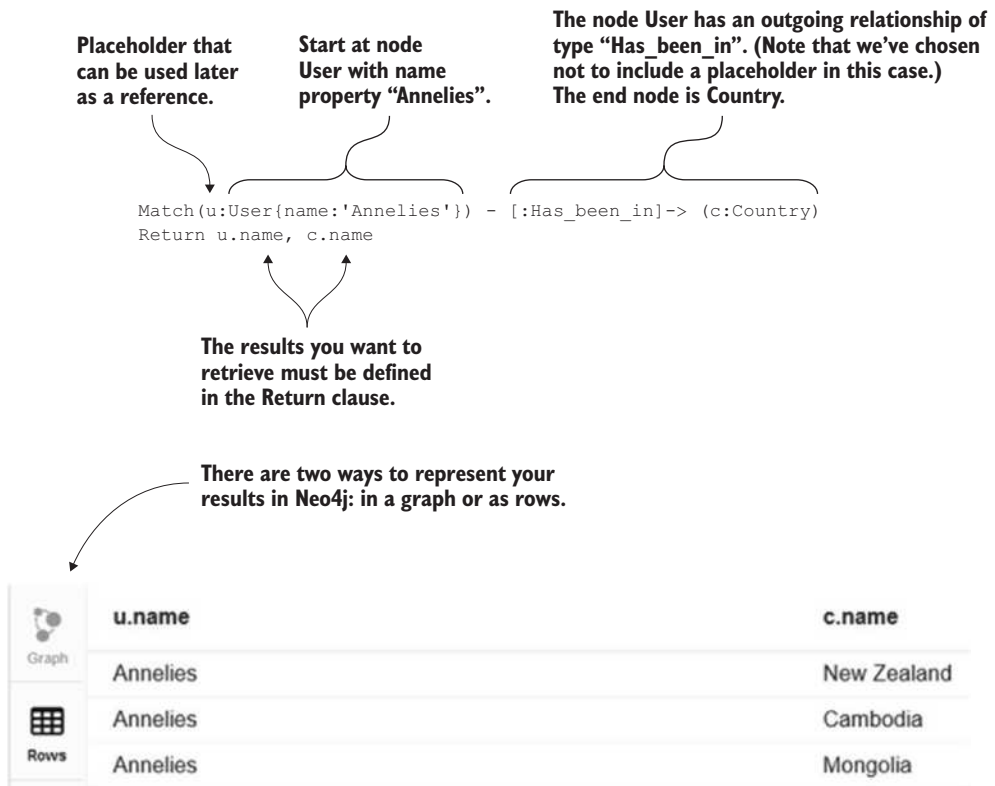 The node User has an outgoing relationship of
type “Has_been_in”. (Note that we’ve chosen
not to include a placeholder in this case.)
The end node is Country.
Placeholder that
can be used later
as a reference.
Start at node
User with name
property “Annelies”.
Match(u:User{name:'Annelies'}) - [:Has_been_in]-> (c:Country)
Return u.name, c.name
The results you want to
retrieve must be defined
in the Return clause.
There are two ways to represent your
results in Neo4j: in a graph or as rows.
Graph
Rows
u.name c.name
Annelies New Zealand
Annelies Cambodia
Annelies Mongolia